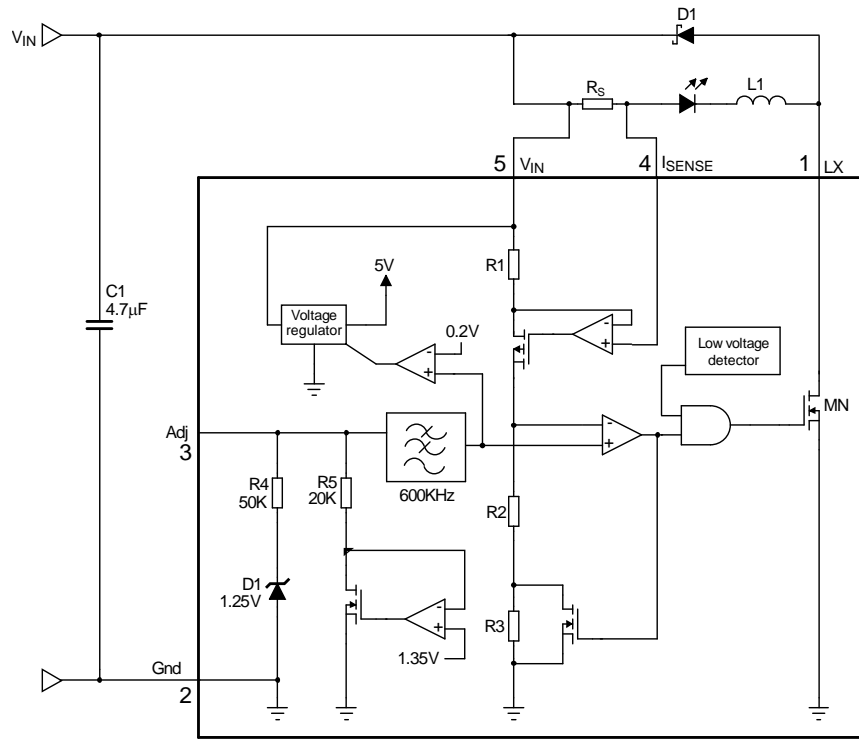 D1
VIN
RS
L1
5 VIN
4 ISENSE
1 LX
R1
5V
C1
4.7µF
Voltage
regulator
0.2V
Low voltage
detector
MN
Adj
3
R4
50K
R5
20K
600KHz
R2
D1
1.25V
R3
1.35V
Gnd
2